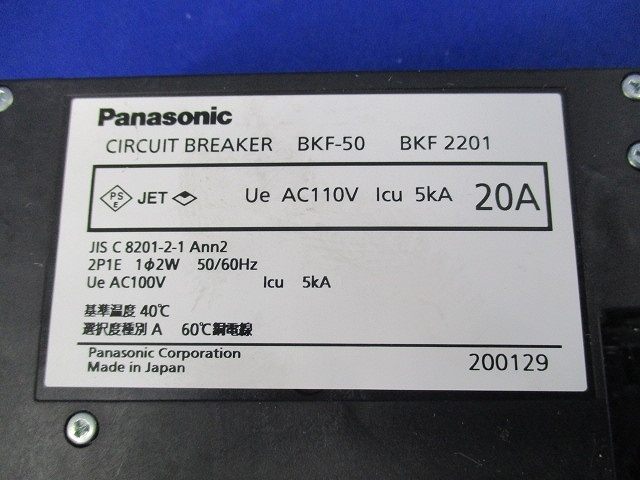 Panasonic
CIRCUIT BREAKER BKF-50 BKF 2201
PS E JET Ue AC110V Icu 5kA 20A
JIS C 8201-2-1 Ann2
2P1E 1φ2W 50/60Hz
Ue AC100V Icu 5kA
基準温度 40℃
選択度種別 A 60℃銅電線
Panasonic Corporation
Made in Japan 200129